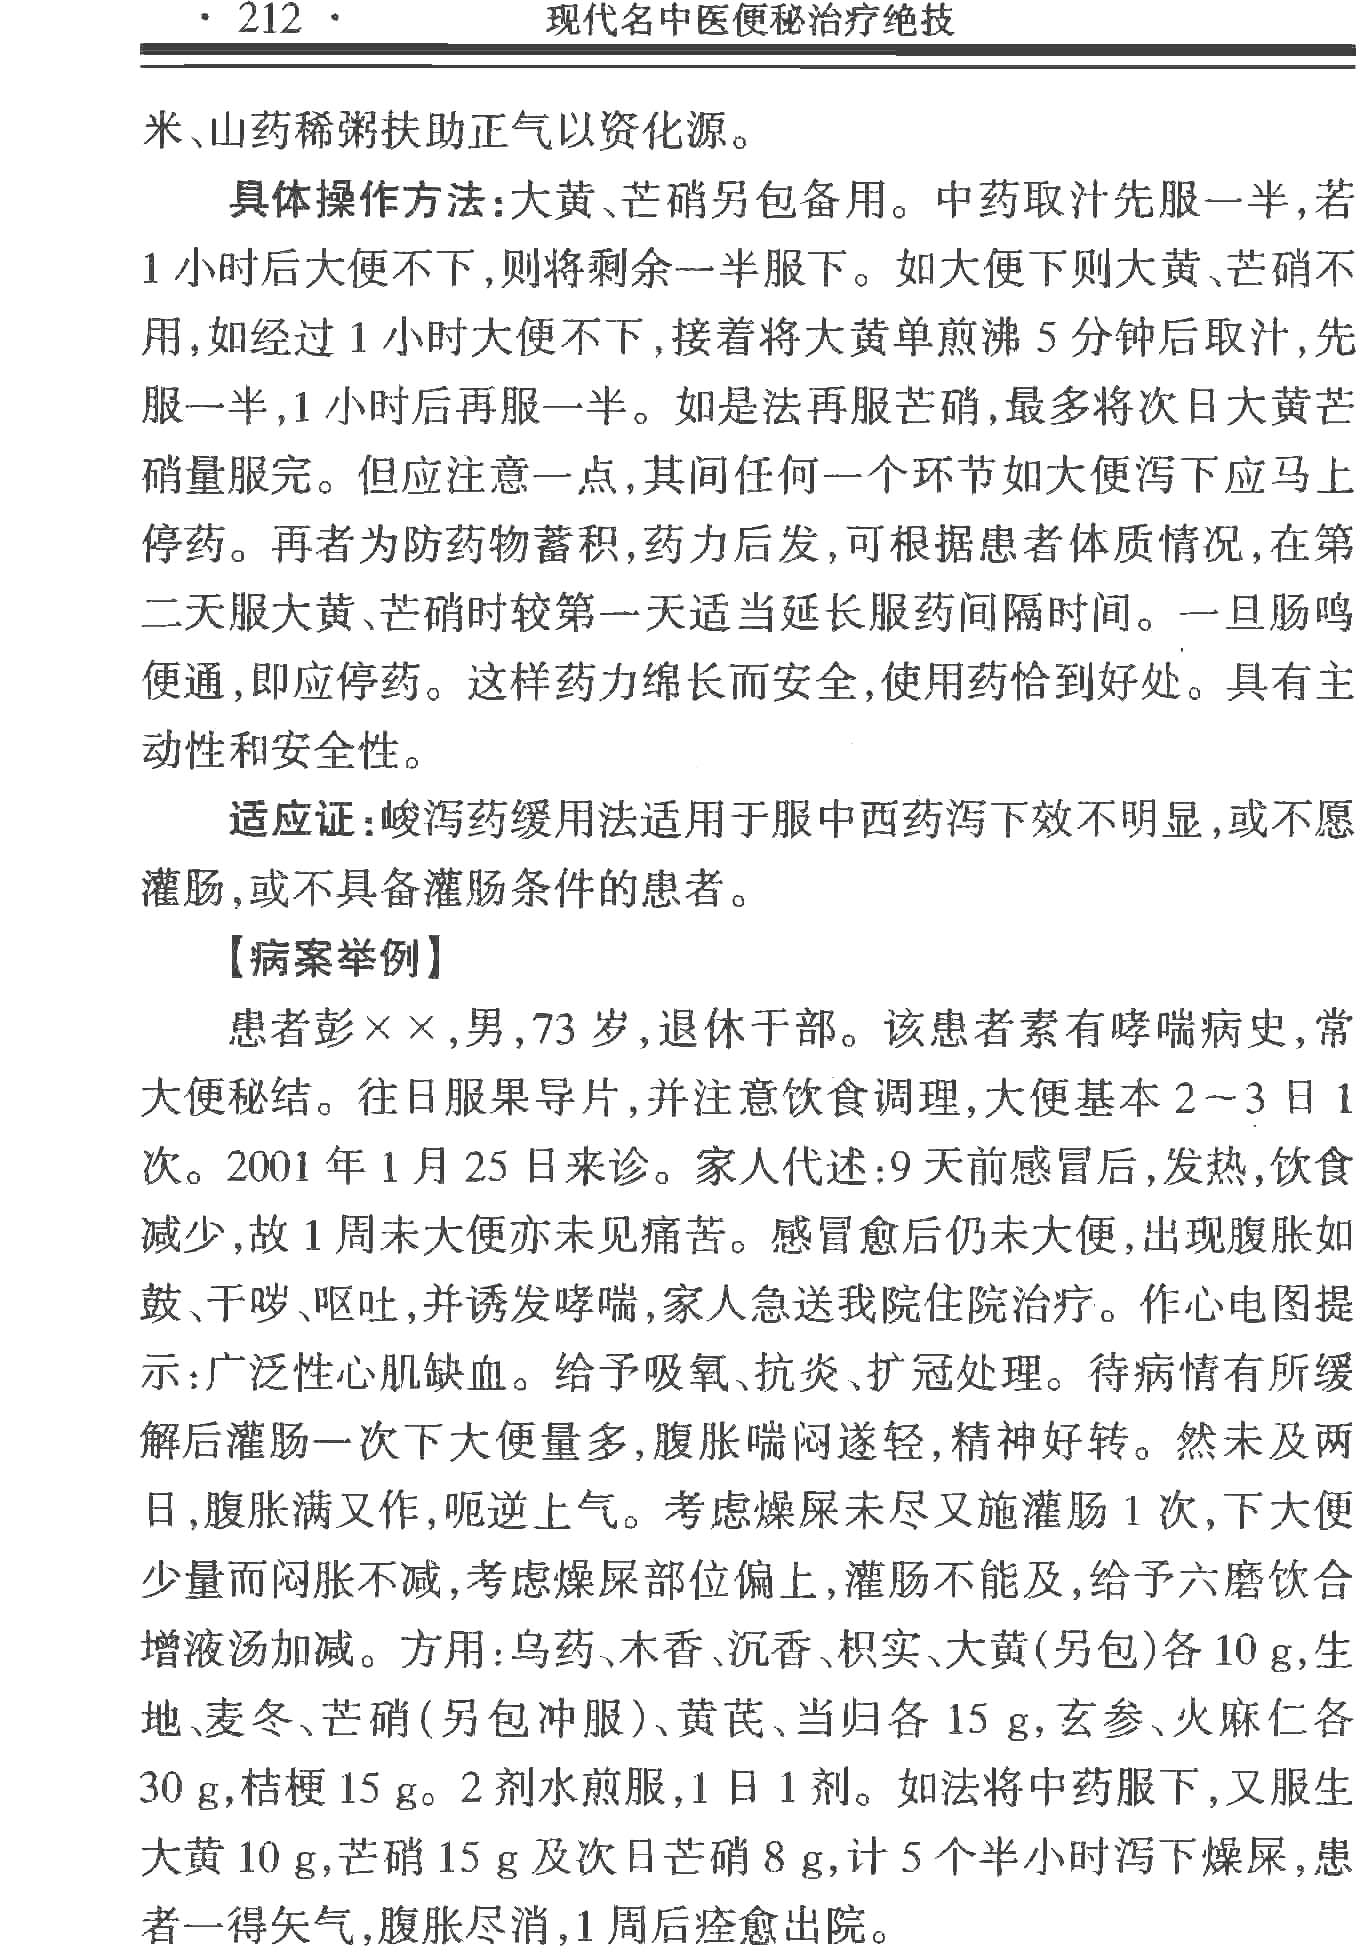 · 212 · 现代名中医便秘治疗绝技
米、山药稀粥扶助正气以资化源。
具体操作方法:大黄、芒硝另包备用。中药取汁先服一半,若
1 小时后大便不下,则将剩余一半服下。如大便下则大黄、芒硝不
用,如经过 1 小时大便不下,接着将大黄单煎沸 5 分钟后取汁,先
服一半,1 小时后再服一半。如是法再服芒硝,最多将次日大黄芒
硝量服完。但应注意一点,其间任何一个环节如大便泻下应马上
停药。再者为防药物蓄积,药力后发,可根据患者体质情况,在第
二天服大黄、芒硝时较第一天适当延长服药间隔时间。一旦肠鸣
便通,即应停药。这样药力绵长而安全,使用药恰到好处。具有主
动性和安全性。
适应证:峻泻药缓用法适用于服中西药泻下效不明显,或不愿
灌肠,或不具备灌肠条件的患者。
【病案举例】
患者彭××,男,73 岁,退休干部。该患者素有哮喘病史,常
大便秘结。往日服果导片,并注意饮食调理,大便基本 2~3 日 1
次。2001 年 1 月 25 日来诊。家人代述:9 天前感冒后,发热,饮食
减少,故 1 周未大便亦未见痛苦。感冒愈后仍未大便,出现腹胀如
鼓、干哕、呕吐,并诱发哮喘,家人急送我院住院治疗。作心电图提
示:广泛性心肌缺血。给予吸氧、抗炎、扩冠处理。待病情有所缓
解后灌肠一次下大便量多,腹胀喘闷遂轻,精神好转。然未及两
日,腹胀满又作,呃逆上气。考虑燥屎未尽又施灌肠 1 次,下大便
少量而闷胀不减,考虑燥屎部位偏上,灌肠不能及,给予六磨饮合
增液汤加减。方用:乌药、木香、沉香、枳实、大黄(另包)各 10 g,生
地、麦冬、芒硝(另包冲服)、黄芪、当归各 15 g,玄参、火麻仁各
30 g,桔梗 15 g。2 剂水煎服,1 日 1 剂。如法将中药服下,又服生
大黄 10 g,芒硝 15 g 及次日芒硝 8 g,计 5 个半小时泻下燥屎,患
者一得矢气,腹胀尽消,1 周后痊愈出院。